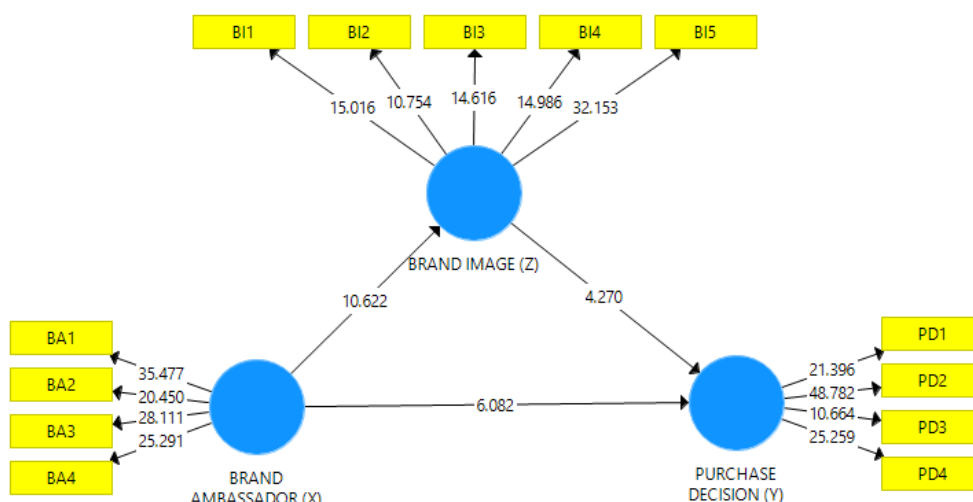 BI1 BI2 BI3 BI4 BI5
15.016 10.754 14.616 14.986 32.153
BRAND IMAGE (Z)
10.622 4.270
BA1
BA2
BA3
BA4
35.477
20.450
28.111
25.291
BRAND
AMBASSADOR (X)
6.082
21.396
48.782
10.664
25.259
PD1
PD2
PD3
PD4
PURCHASE
DECISION (Y)